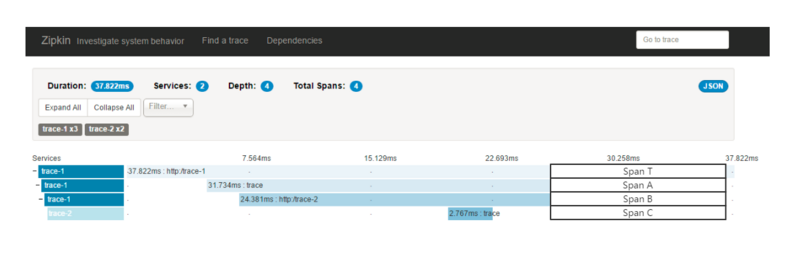 Zipkin Investigate system behavior Find a trace Dependencies Go to trace
Duration: 37.822ms Services: 2 Depth: 4 Total Spans: 4 JSON
Expand All Collapse All Filter...
trace-1 x3 trace-2 x2
Services 7.564ms 15.129ms 22.693ms 30.258ms 37.822ms
- trace-1 37.822ms : http:/trace-1 Span T
- trace-1 31.734ms : trace Span A
- trace-1 24.381ms : http:/trace-2 Span B
trace-2 2.767ms : trace Span C